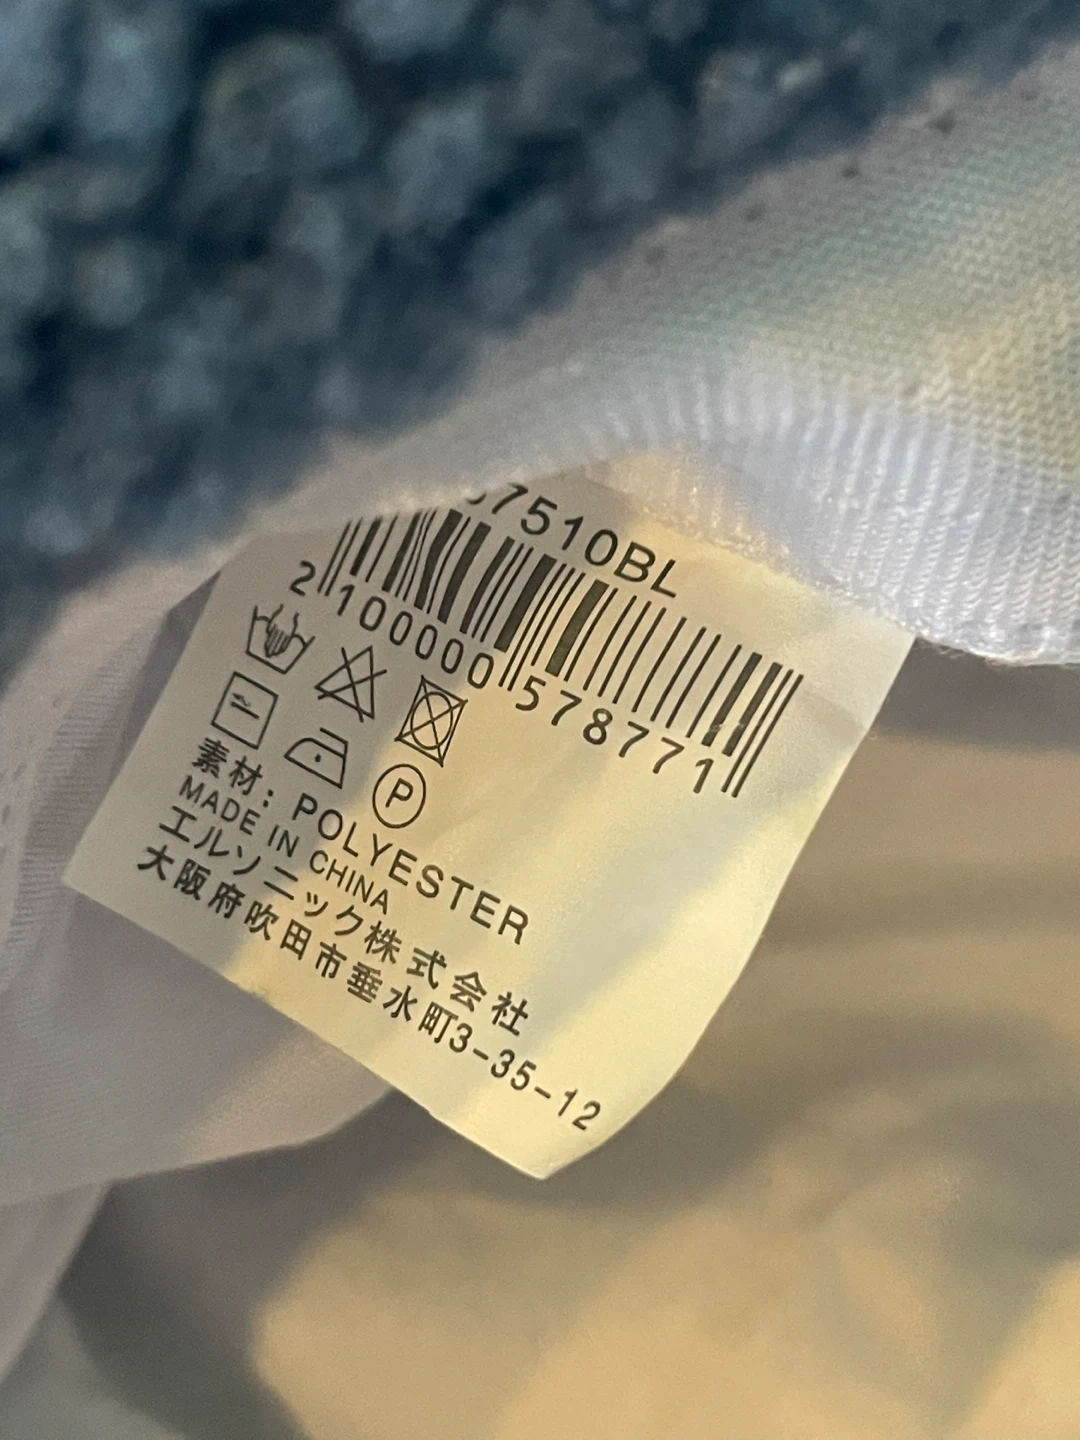 7510BL
2 100000 578771
P
素材：POLYESTER
MADE IN CHINA
エルソニック株式会社
大阪府吹田市垂水町3-35-12